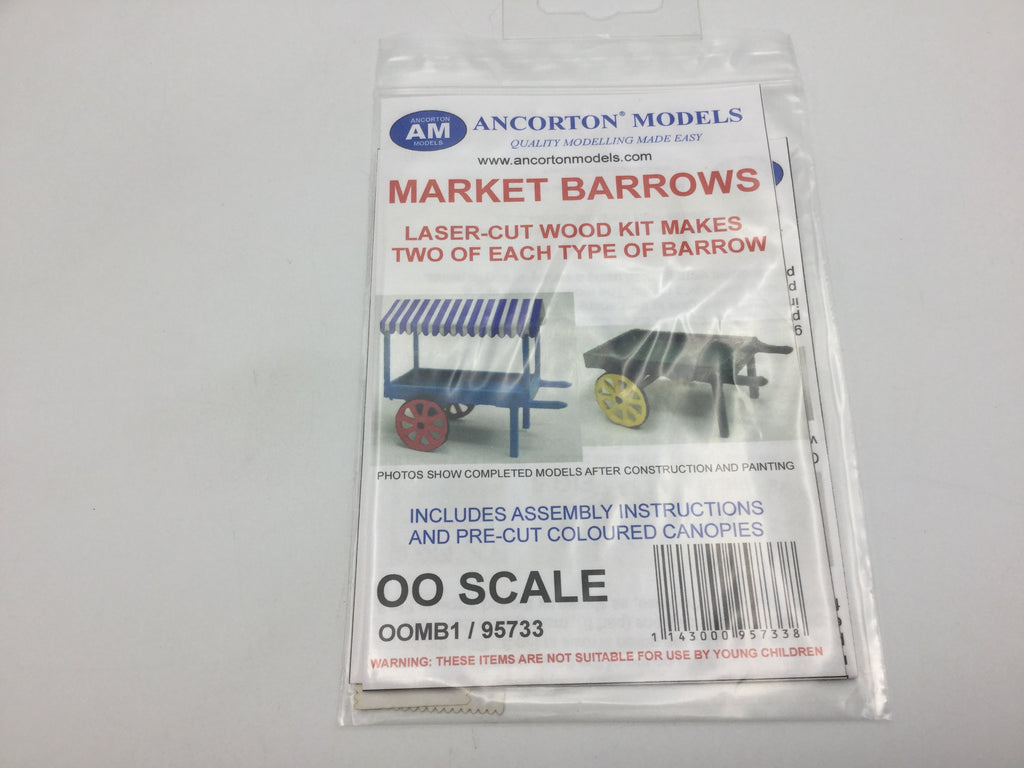 ANCORTON
AM
MODELS
ANCORTON® MODELS
QUALITY MODELLING MADE EASY
www.ancortonmodels.com
MARKET BARROWS
LASER-CUT WOOD KIT MAKES
TWO OF EACH TYPE OF BARROW
PHOTOS SHOW COMPLETED MODELS AFTER CONSTRUCTION AND PAINTING
INCLUDES ASSEMBLY INSTRUCTIONS
AND PRE-CUT COLOURED CANOPIES
OO SCALE
OOMB1 / 95733
1 143000 957338
WARNING: THESE ITEMS ARE NOT SUITABLE FOR USE BY YOUNG CHILDREN